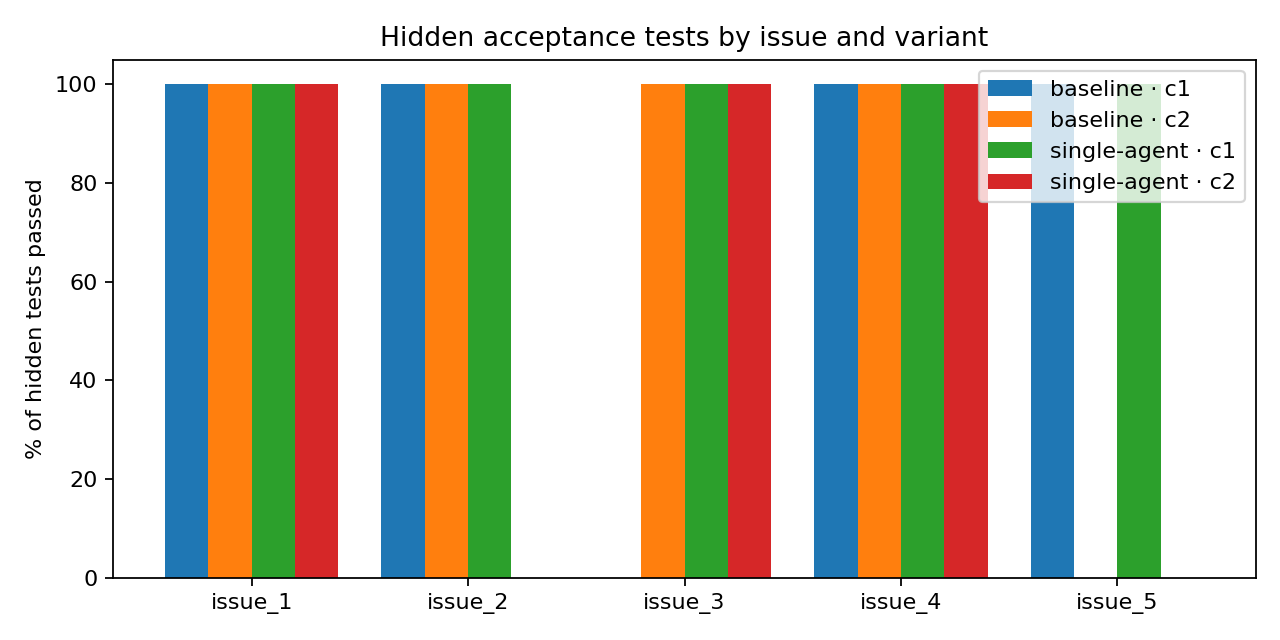 Hidden acceptance tests by issue and variant
% of hidden tests passed
100
80
60
40
20
0
baseline · c1
baseline · c2
single-agent · c1
single-agent · c2
issue_1 issue_2 issue_3 issue_4 issue_5